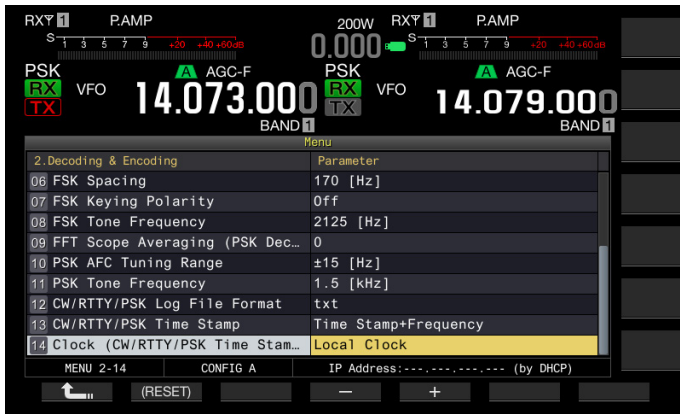 RX 1 P.AMP 200W RX 1 P.AMP
S 1 3 5 7 9 +20 +40 +60dB 0.000 S 1 3 5 7 9 +20 +40 +60dB
PSK A AGC-F PSK A AGC-F
RX VFO 14.073.000 RX VFO 14.079.000
TX TX
BAND 1 BAND 1
Menu
2.Decoding & Encoding Parameter
06 FSK Spacing 170 [Hz]
07 FSK Keying Polarity Off
08 FSK Tone Frequency 2125 [Hz]
09 FFT Scope Averaging (PSK Dec... 0
10 PSK AFC Tuning Range ±15 [Hz]
11 PSK Tone Frequency 1.5 [kHz]
12 CW/RTTY/PSK Log File Format txt
13 CW/RTTY/PSK Time Stamp Time Stamp+Frequency
14 Clock (CW/RTTY/PSK Time Stam... Local Clock
MENU 2-14 CONFIG A IP Address:---.---.---.--- (by DHCP)
(RESET) − +